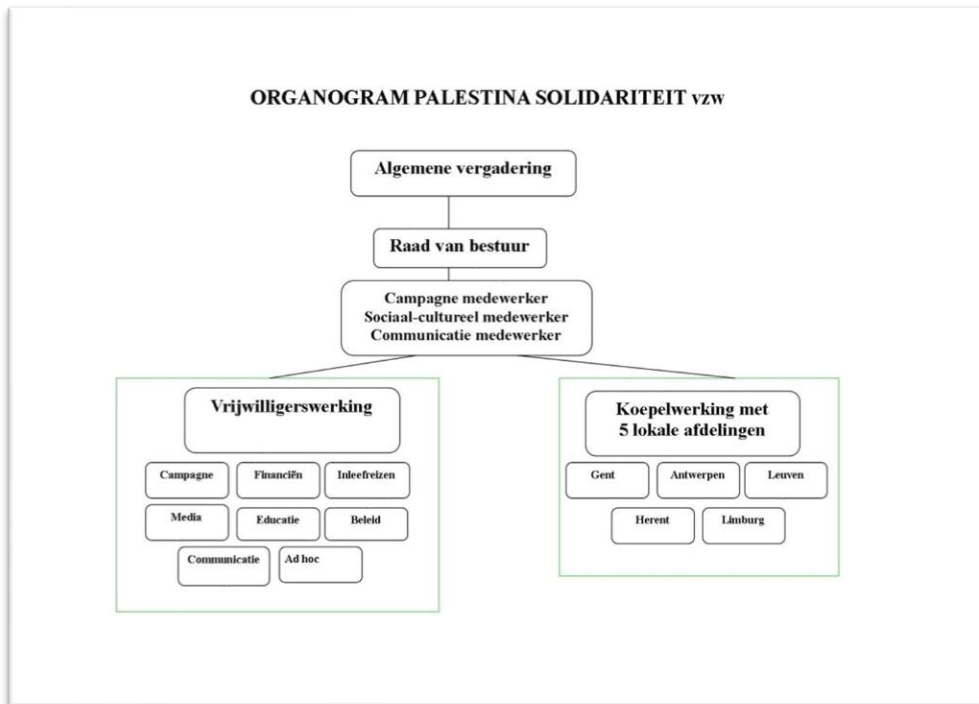 ORGANOGRAM PALESTINA SOLIDARITEIT vzw
Algemene vergadering
Raad van bestuur
Campagne medewerker
Sociaal-cultureel medewerker
Communicatie medewerker
Vrijwilligerswerking
Campagne
Financiën
Inleefreizen
Media
Educatie
Beleid
Communicatie
Ad hoc
Koepelwerking met
5 lokale afdelingen
Gent
Antwerpen
Leuven
Herent
Limburg